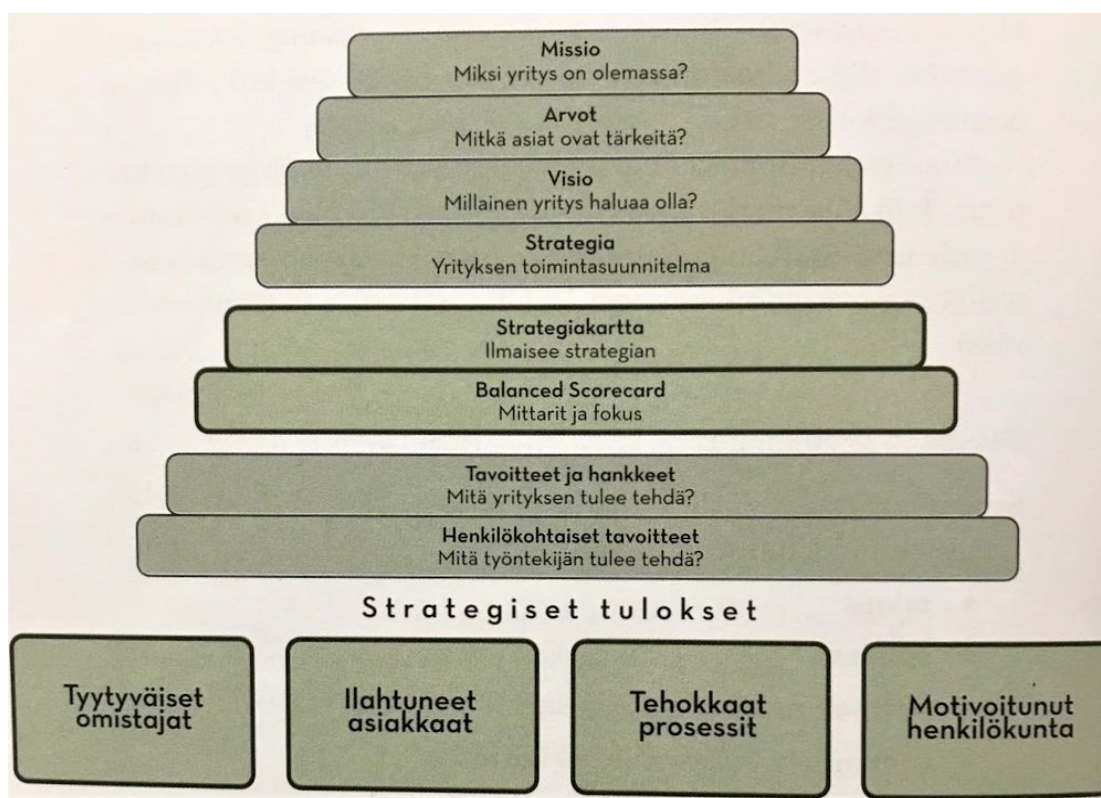 Missio
Miksi yritys on olemassa?
Arvot
Mitkä asiat ovat tärkeitä?
Visio
Millainen yritys haluaa olla?
Strategia
Yrityksen toimintasuunnitelma
Strategiakartta
Ilmaisee strategian
Balanced Scorecard
Mittarit ja fokus
Tavoitteet ja hankkeet
Mitä yrityksen tulee tehdä?
Henkilökohtaiset tavoitteet
Mitä työntekijän tulee tehdä?
Strategiset tulokset
Tyytyväiset
omistajat
Ilahtuneet
asiakkaat
Tehokkaat
prosessit
Motivoitunut
henkilökunta